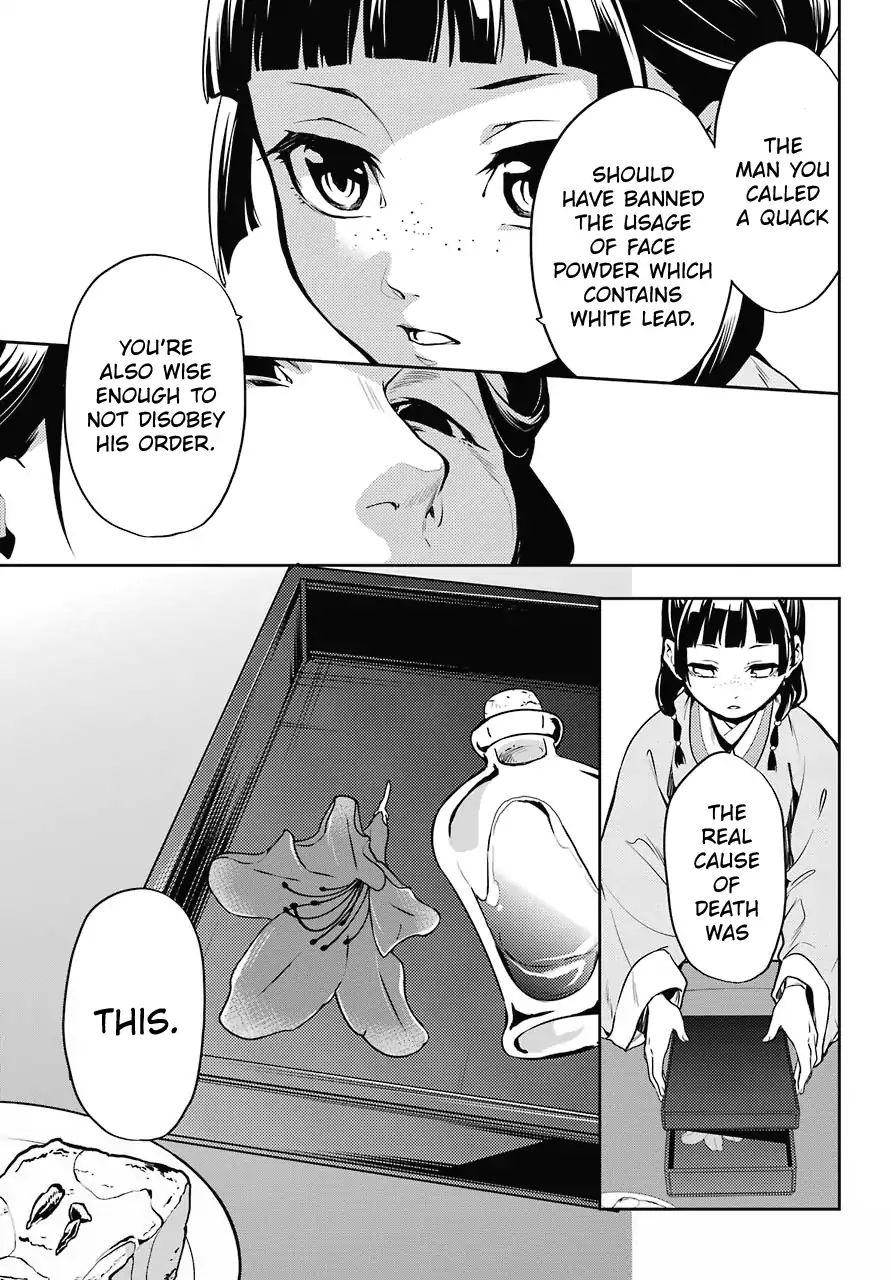 THE
MAN YOU
CALLED
A QUACK
SHOULD
HAVE BANNED
THE USAGE
OF FACE
POWDER WHICH
CONTAINS
WHITE LEAD.
YOU'RE
ALSO WISE
ENOUGH TO
NOT DISOBEY
HIS ORDER.
THE
REAL
CAUSE OF
DEATH
WAS
THIS.